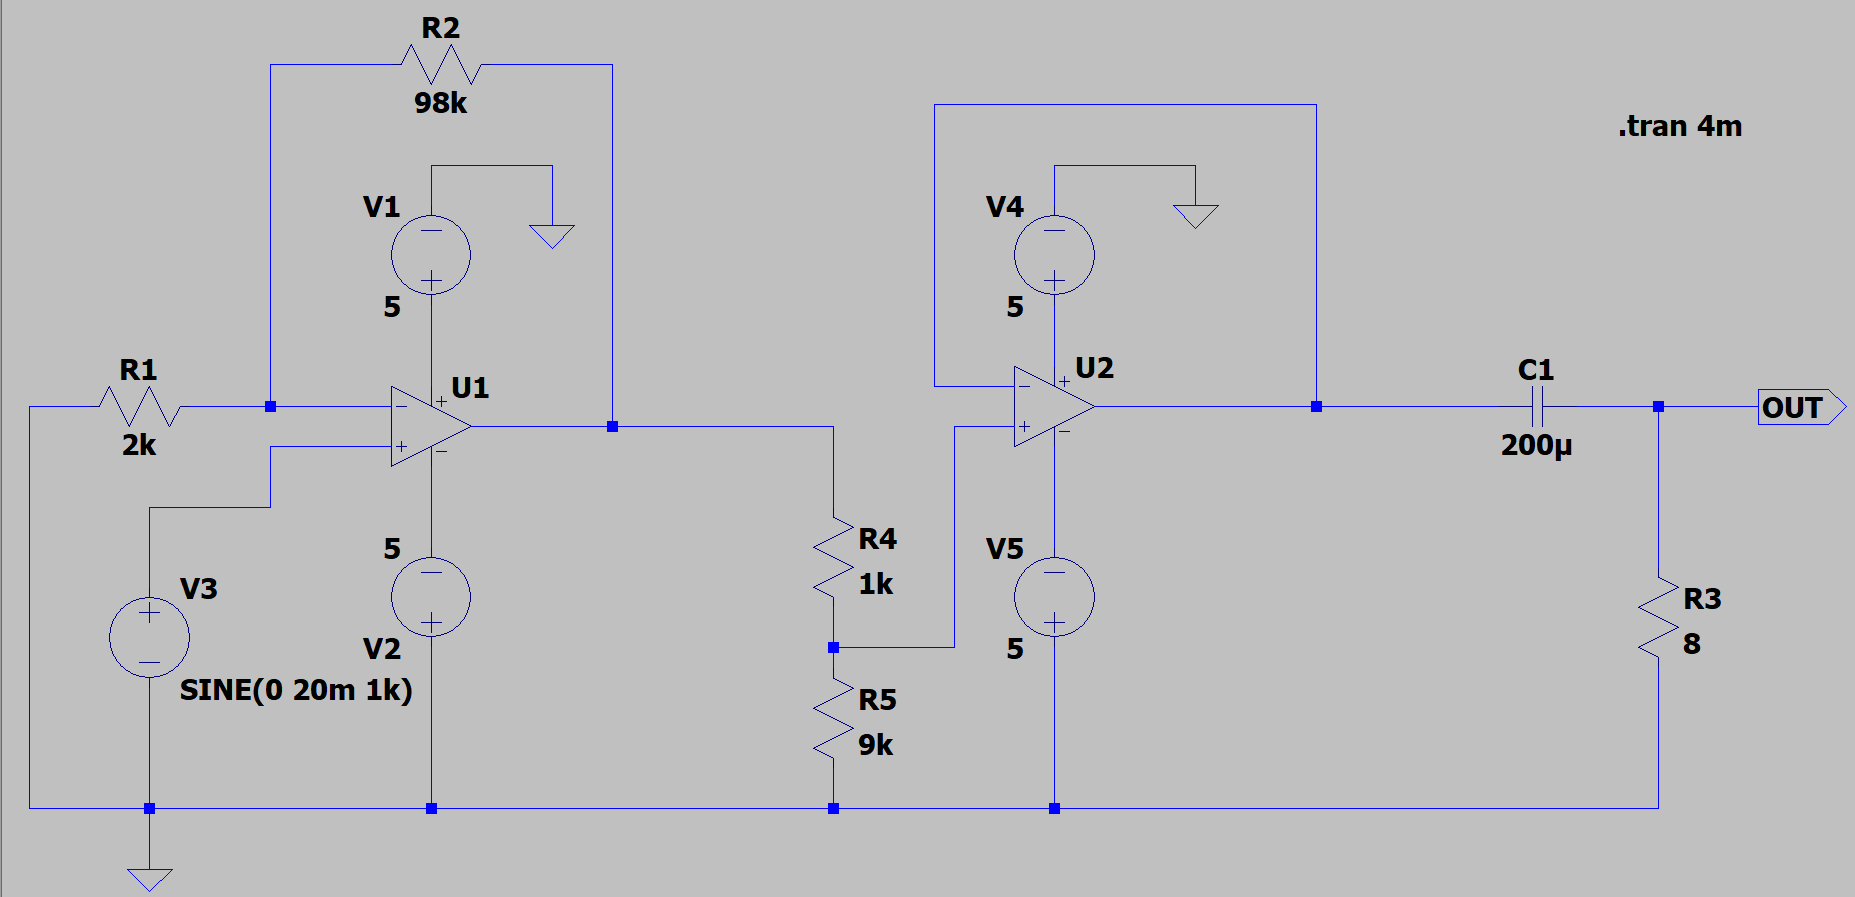 R2
98k
.tran 4m
V1
5
V4
5
R1
2k
U1
U2
C1
200µ
OUT
R4
1k
5
V2
V5
5
V3
SINE(0 20m 1k)
R3
8
R5
9k